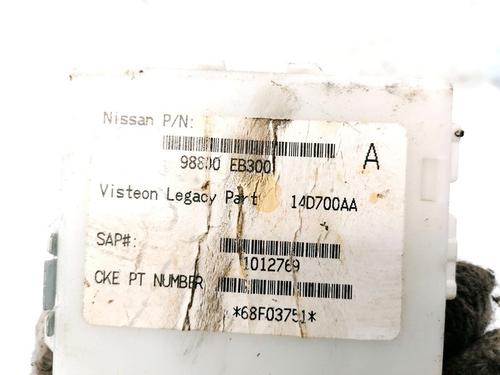 Nissan P/N:
98800 EB300
A
Visteon Legacy Part 14D700AA
SAP#:
1012769
CKE PT NUMBER
*68F03751*